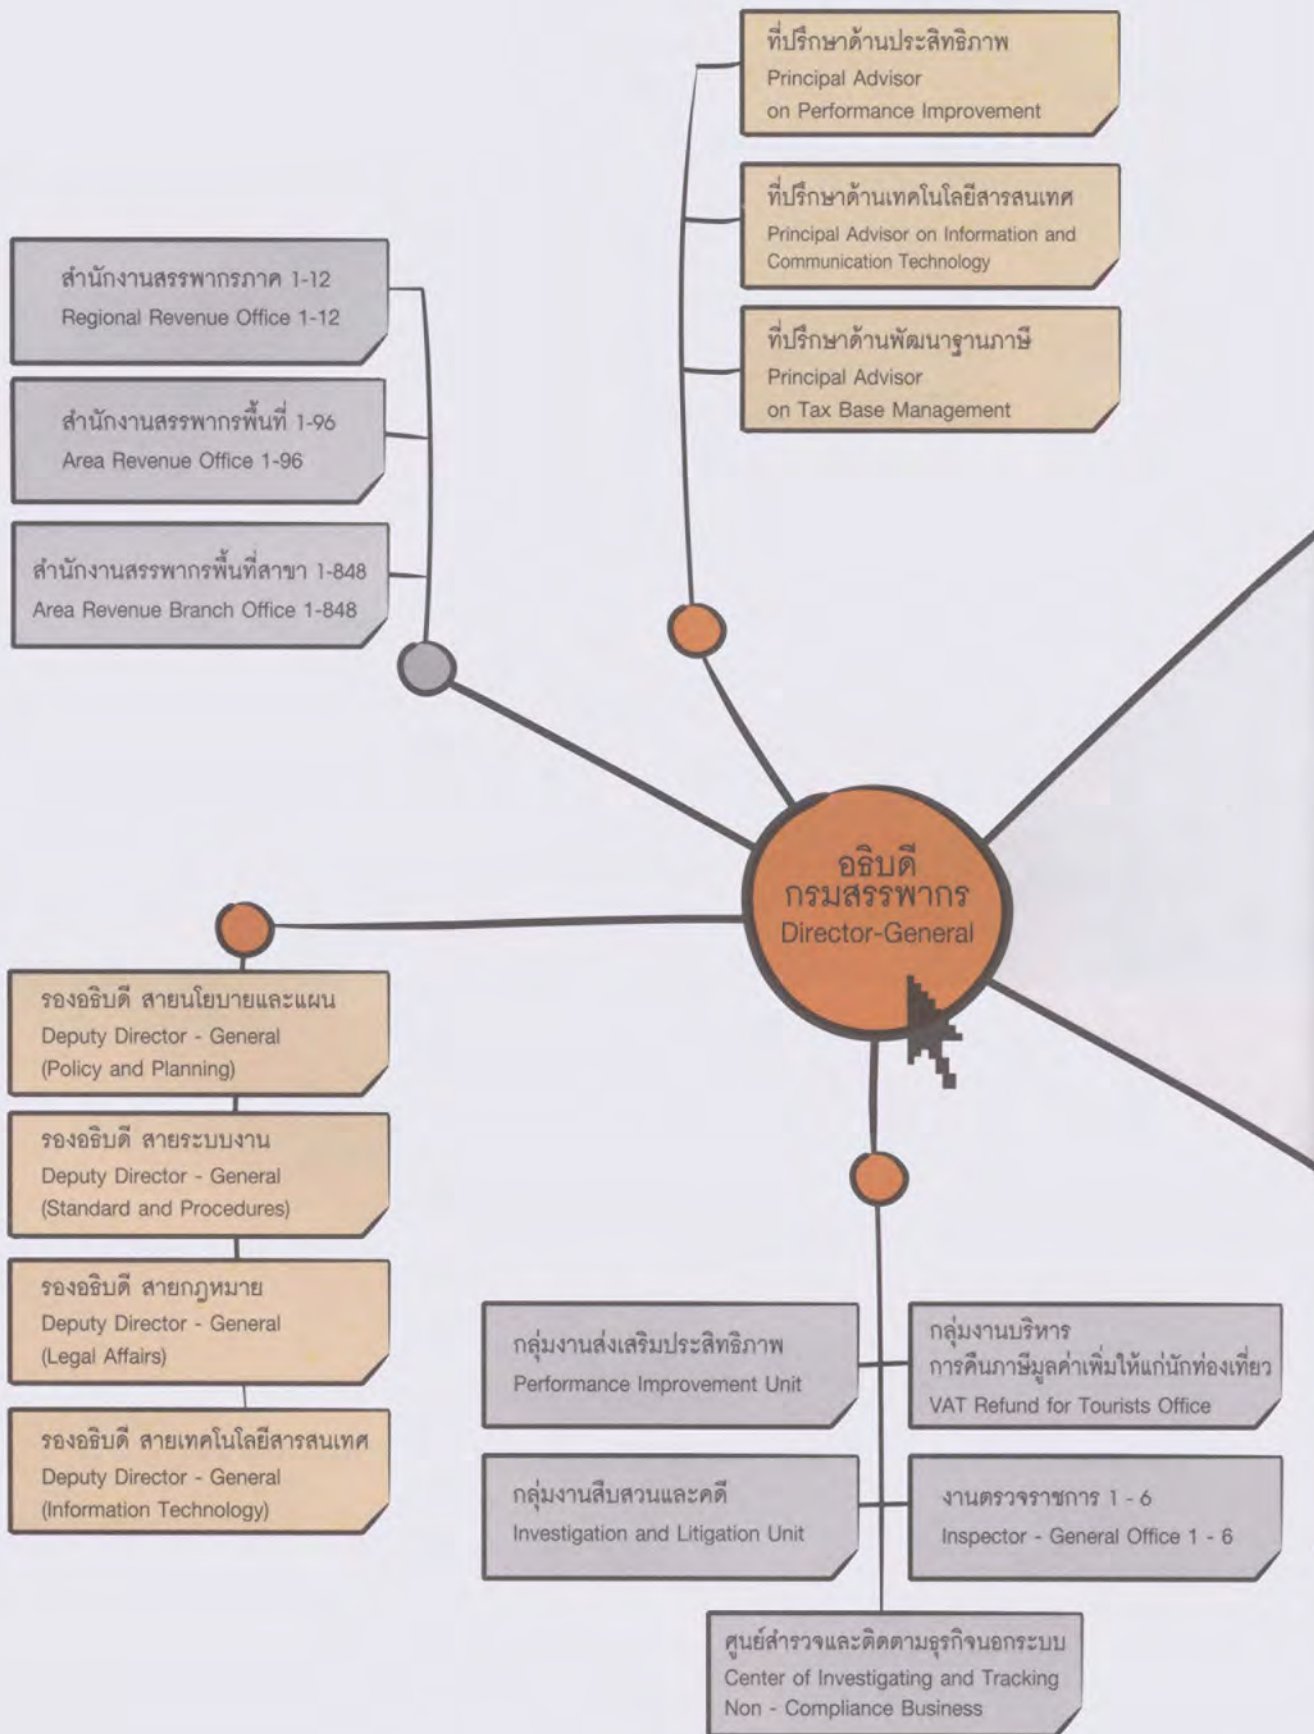 ที่ปรึกษาด้านประสิทธิภาพ
Principal Advisor
on Performance Improvement
ที่ปรึกษาด้านเทคโนโลยีสารสนเทศ
Principal Advisor on Information and
Communication Technology
ที่ปรึกษาด้านพัฒนาฐานภาษี
Principal Advisor
on Tax Base Management
สำนักงานสรรพากรภาค 1-12
Regional Revenue Office 1-12
สำนักงานสรรพากรพื้นที่ 1-96
Area Revenue Office 1-96
สำนักงานสรรพากรพื้นที่สาขา 1-848
Area Revenue Branch Office 1-848
อธิบดี
กรมสรรพากร
Director-General
รองอธิบดี สายนโยบายและแผน
Deputy Director - General
(Policy and Planning)
รองอธิบดี สายระบบงาน
Deputy Director - General
(Standard and Procedures)
รองอธิบดี สายกฎหมาย
Deputy Director - General
(Legal Affairs)
รองอธิบดี สายเทคโนโลยีสารสนเทศ
Deputy Director - General
(Information Technology)
กลุ่มงานส่งเสริมประสิทธิภาพ
Performance Improvement Unit
กลุ่มงานบริหาร
การคืนภาษีมูลค่าเพิ่มให้แก่นักท่องเที่ยว
VAT Refund for Tourists Office
กลุ่มงานสืบสวนและคดี
Investigation and Litigation Unit
งานตรวจราชการ 1 - 6
Inspector - General Office 1 - 6
ศูนย์สำรวจและติดตามธุรกิจนอกระบบ
Center of Investigating and Tracking
Non - Compliance Business